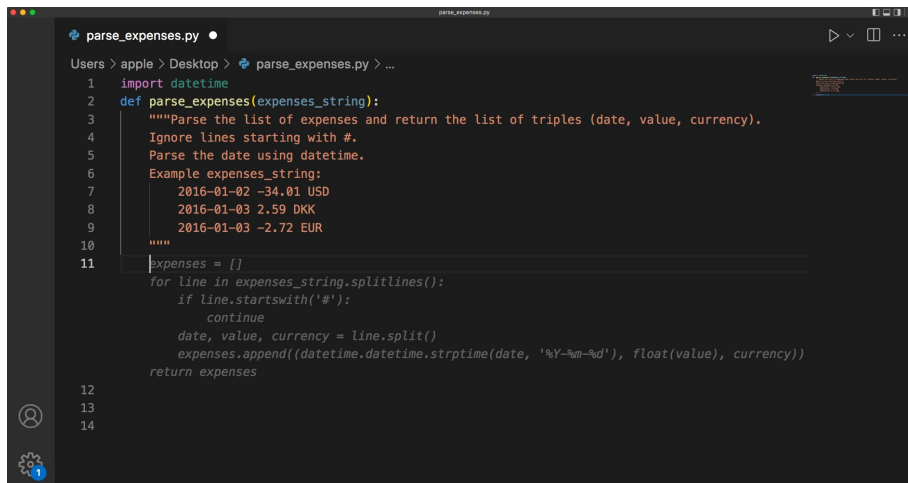 parse_expenses.py
parse_expenses.py
Users > apple > Desktop > parse_expenses.py > ...
1 import datetime
2 def parse_expenses(expenses_string):
3 """Parse the list of expenses and return the list of triples (date, value, currency).
4 Ignore lines starting with #.
5 Parse the date using datetime.
6 Example expenses_string:
7 2016-01-02 -34.01 USD
8 2016-01-03 2.59 DKK
9 2016-01-03 -2.72 EUR
10 """
11 expenses = []
for line in expenses_string.splitlines():
if line.startswith('#'):
continue
date, value, currency = line.split()
expenses.append((datetime.datetime.strptime(date, '%Y-%m-%d'), float(value), currency))
return expenses
12
13
14
1